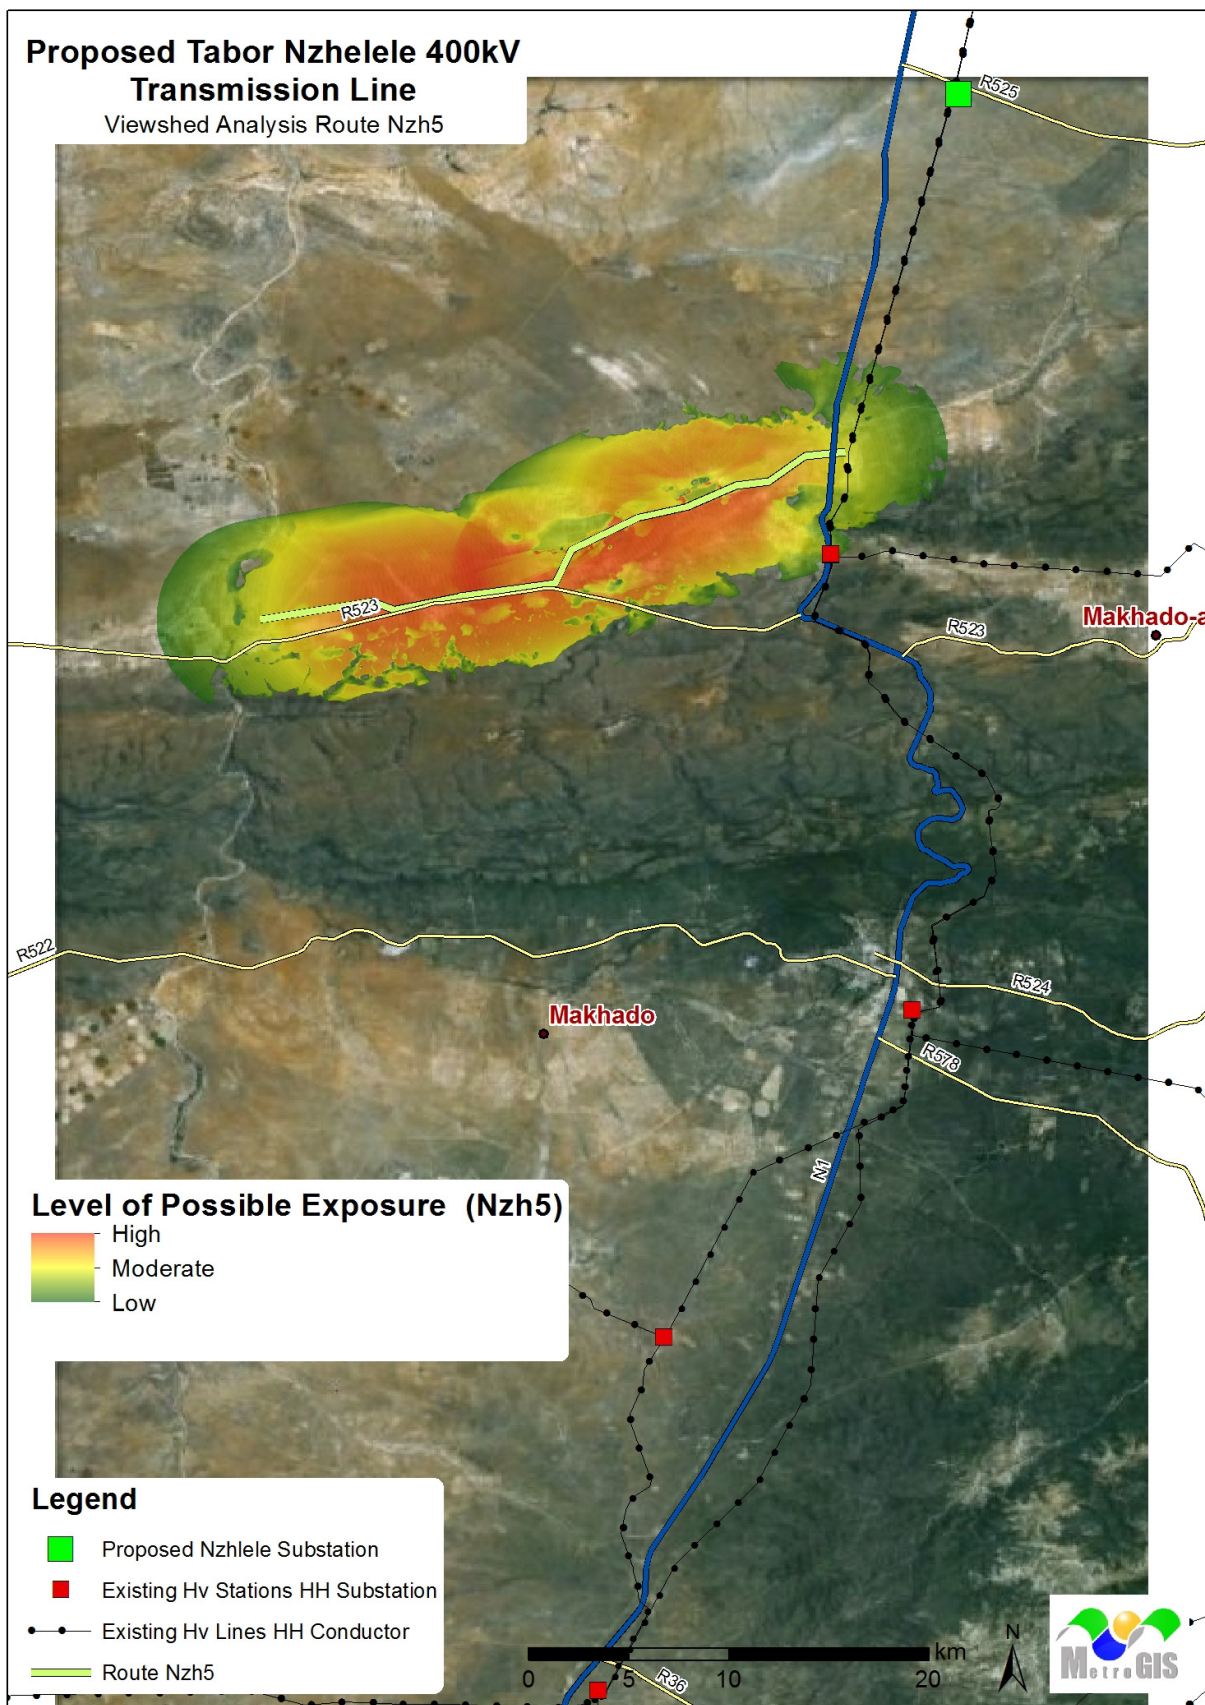 Proposed Tabor Nzhelele 400kV
Transmission Line
Viewshed Analysis Route Nzh5
R525
R523
R523
Makhado-a
R522
R524
Makhado
R578
N1
Level of Possible Exposure (Nzh5)
High
Moderate
Low
Legend
Proposed Nzhlele Substation
Existing Hv Stations HH Substation
Existing Hv Lines HH Conductor
Route Nzh5
R36
km
0 5 10 20
N
MetroGIS